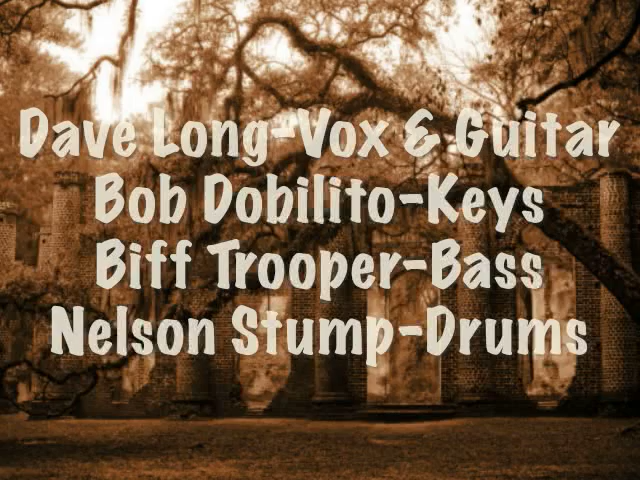 Dave Long-Vox & Guitar
Bob Dobilito-Keys
Biff Trooper-Bass
Nelson Stump-Drums